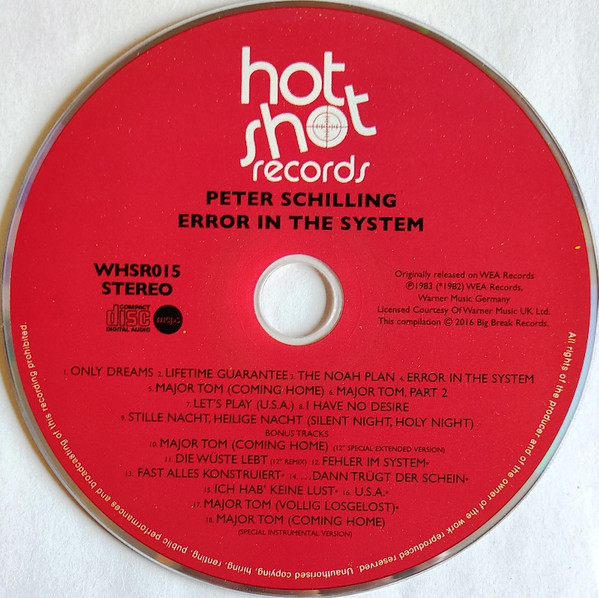 hot
shot
records
PETER SCHILLING
ERROR IN THE SYSTEM
WHSR015
STEREO
COMPACT
disc
DIGITAL AUDIO
mcps
Originally released on WEA Records
℗1983 (*1982) WEA Records,
Warner Music Germany
Licensed Courtesy Of Warner Music UK Ltd.
This compilation © 2016 Big Break Records.
1. ONLY DREAMS 2. LIFETIME GUARANTEE 3. THE NOAH PLAN 4. ERROR IN THE SYSTEM
5. MAJOR TOM (COMING HOME) 6. MAJOR TOM, PART 2
7. LET'S PLAY (U.S.A.) 8. I HAVE NO DESIRE
9. STILLE NACHT, HEILIGE NACHT (SILENT NIGHT, HOLY NIGHT)
BONUS TRACKS
10. MAJOR TOM (COMING HOME) (12" SPECIAL EXTENDED VERSION)
11. DIE WÜSTE LEBT (12" REMIX) 12. FEHLER IM SYSTEM*
13. FAST ALLES KONSTRUIERT* 14. ...DANN TRÜGT DER SCHEIN*
15. ICH HAB' KEINE LUST* 16. U.S.A.*
17. MAJOR TOM (VOLLIG LOSGELOST)*
18. MAJOR TOM (COMING HOME)
(SPECIAL INSTRUMENTAL VERSION)
All rights of the producer and of the owner of the work reproduced reserved. Unauthorised copying, hiring, renting, public performances and broadcasting of this recording prohibited.